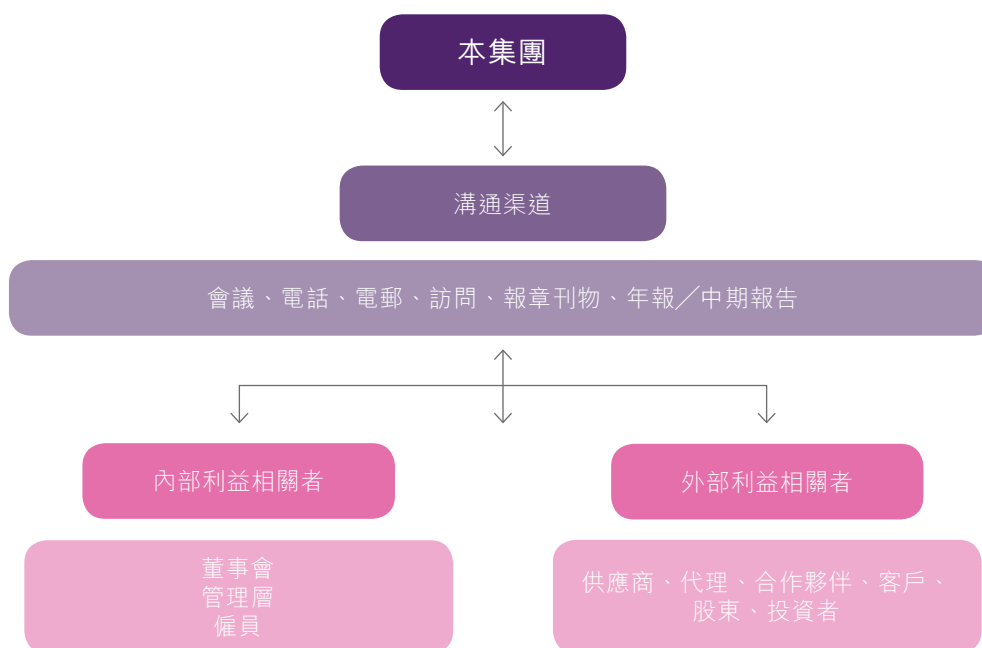 本集團
溝通渠道
會議、電話、電郵、訪問、報章刊物、年報╱中期報告
內部利益相關者
董事會
管理層
僱員
外部利益相關者
供應商、代理、合作夥伴、客戶、
股東、投資者